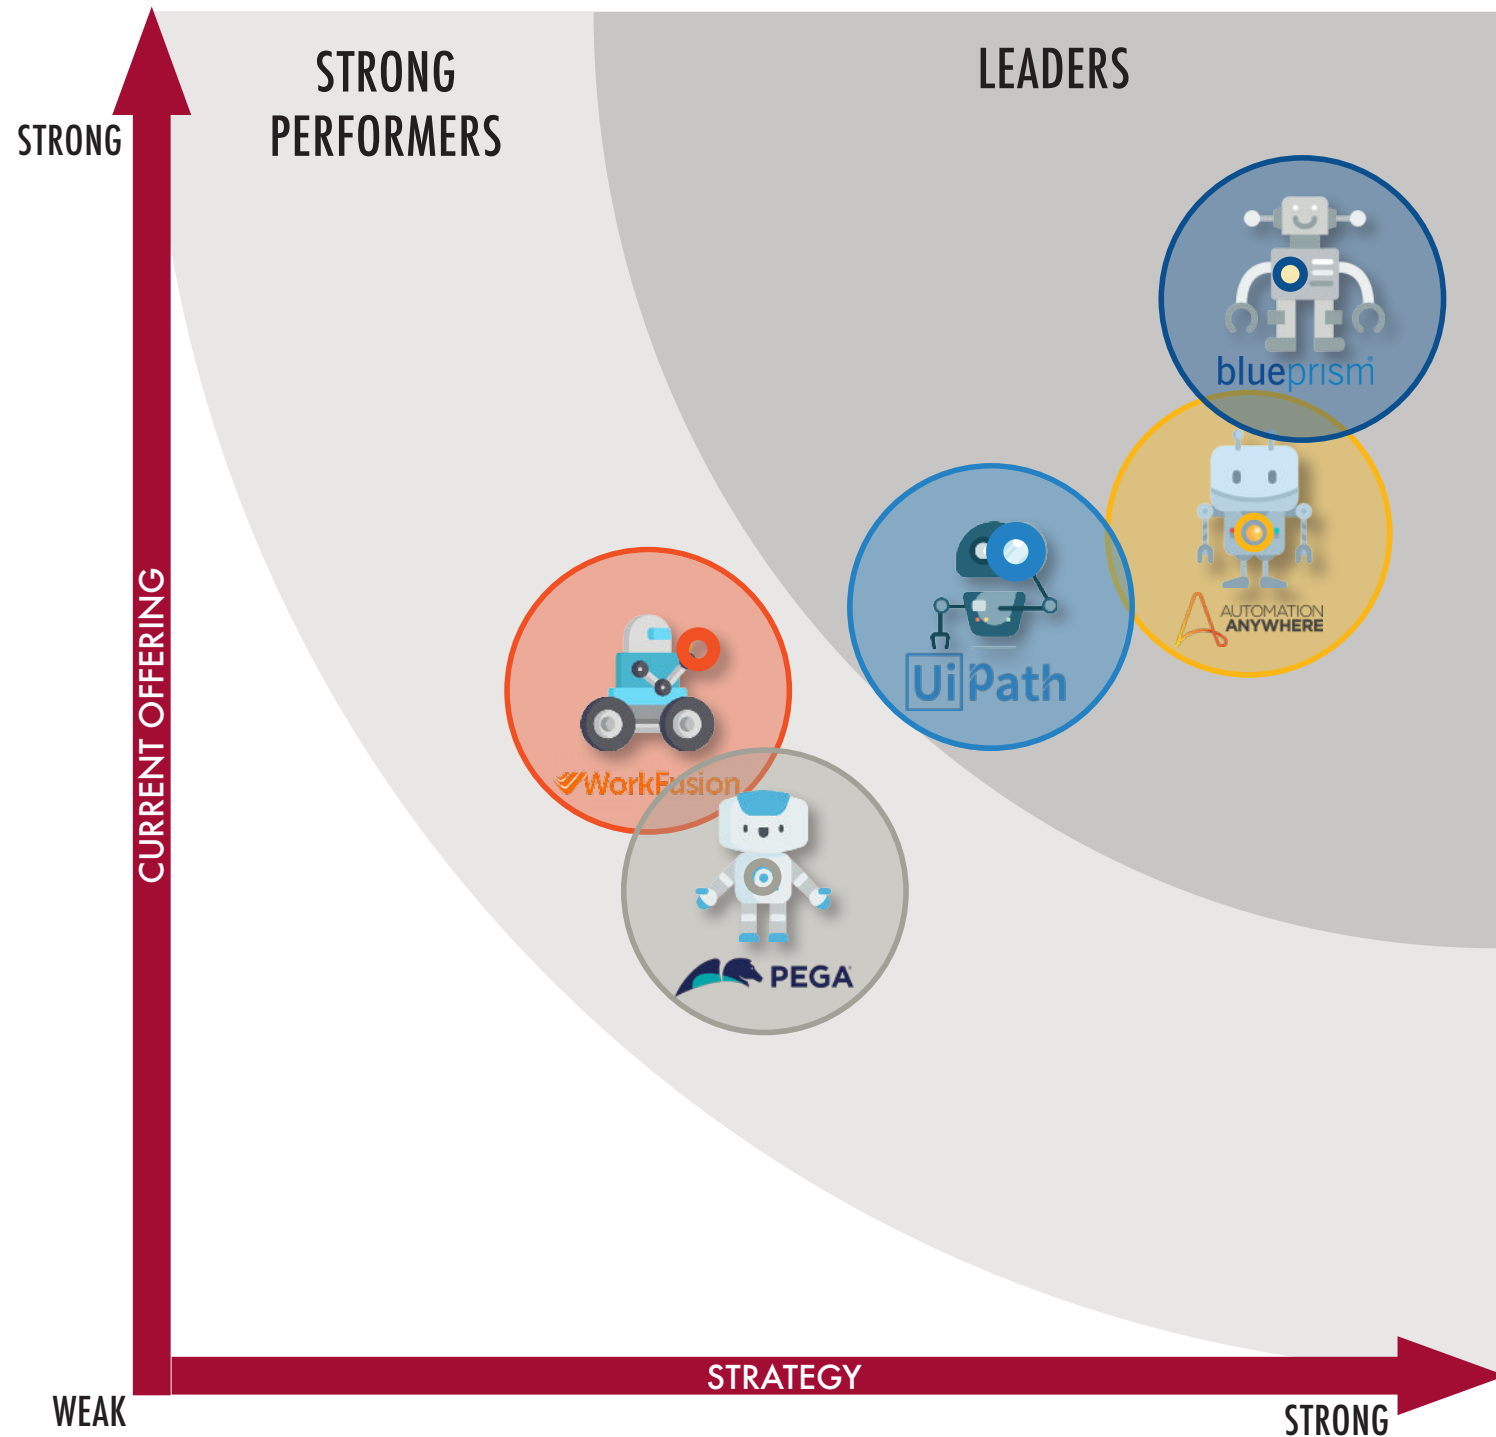 STRONG
PERFORMERS
LEADERS
STRONG
blueprism
AUTOMATION
ANYWHERE
UiPath
WorkFusion
PEGA
CURRENT OFFERING
STRATEGY
WEAK
STRONG